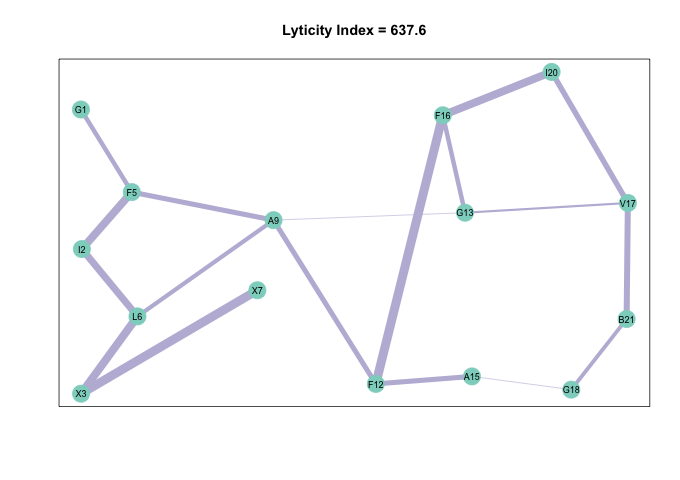 Lyticity Index = 637.6
I20
G1
F16
F5
V17
G13
A9
I2
X7
L6
B21
A15
F12
G18
X3